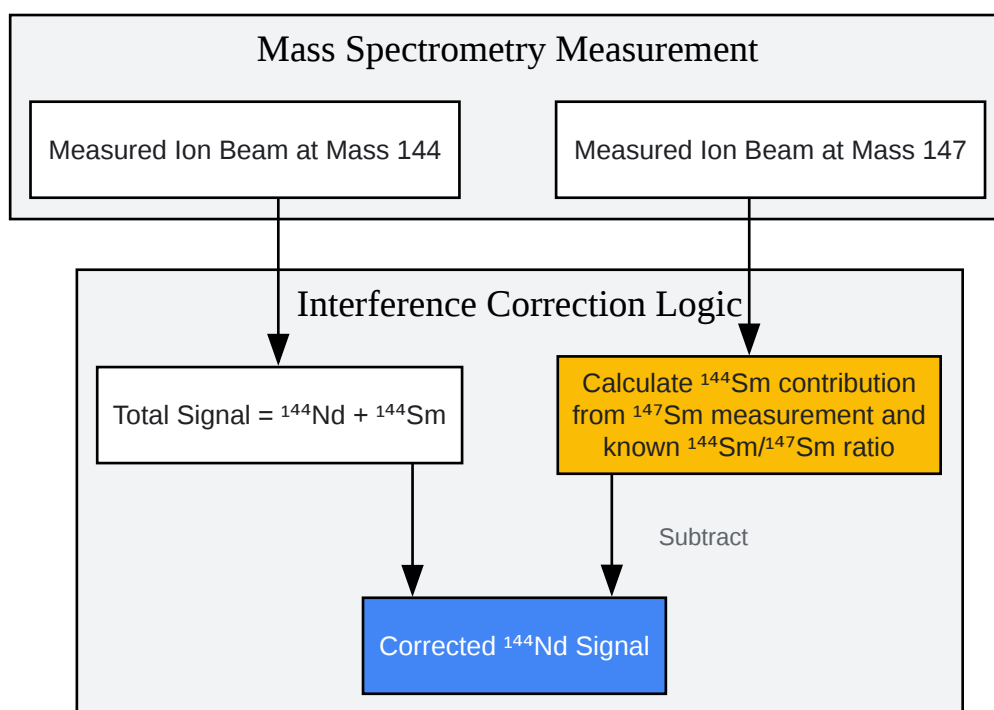 Mass Spectrometry Measurement
Measured Ion Beam at Mass 144
Measured Ion Beam at Mass 147
Interference Correction Logic
Total Signal = ¹⁴⁴Nd + ¹⁴⁴Sm
Calculate ¹⁴⁴Sm contribution
from ¹⁴⁷Sm measurement and
known ¹⁴⁴Sm/¹⁴⁷Sm ratio
Subtract
Corrected ¹⁴⁴Nd Signal